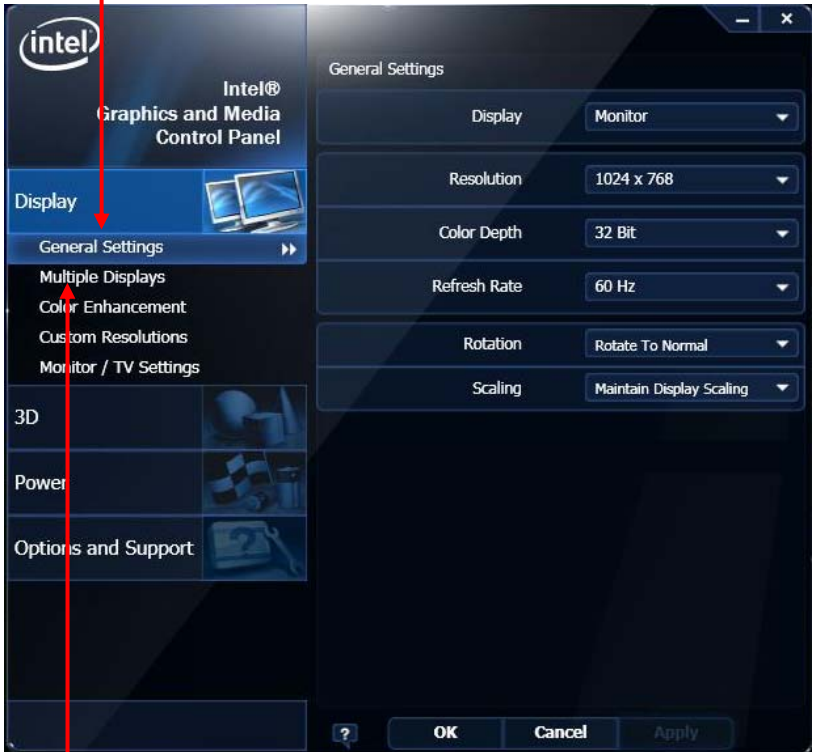 intel
Intel®
Graphics and Media
Control Panel
Display
General Settings
Multiple Displays
Color Enhancement
Custom Resolutions
Monitor / TV Settings
3D
Power
Options and Support
General Settings
Display Monitor
Resolution 1024 x 768
Color Depth 32 Bit
Refresh Rate 60 Hz
Rotation Rotate To Normal
Scaling Maintain Display Scaling
? OK Cancel Apply